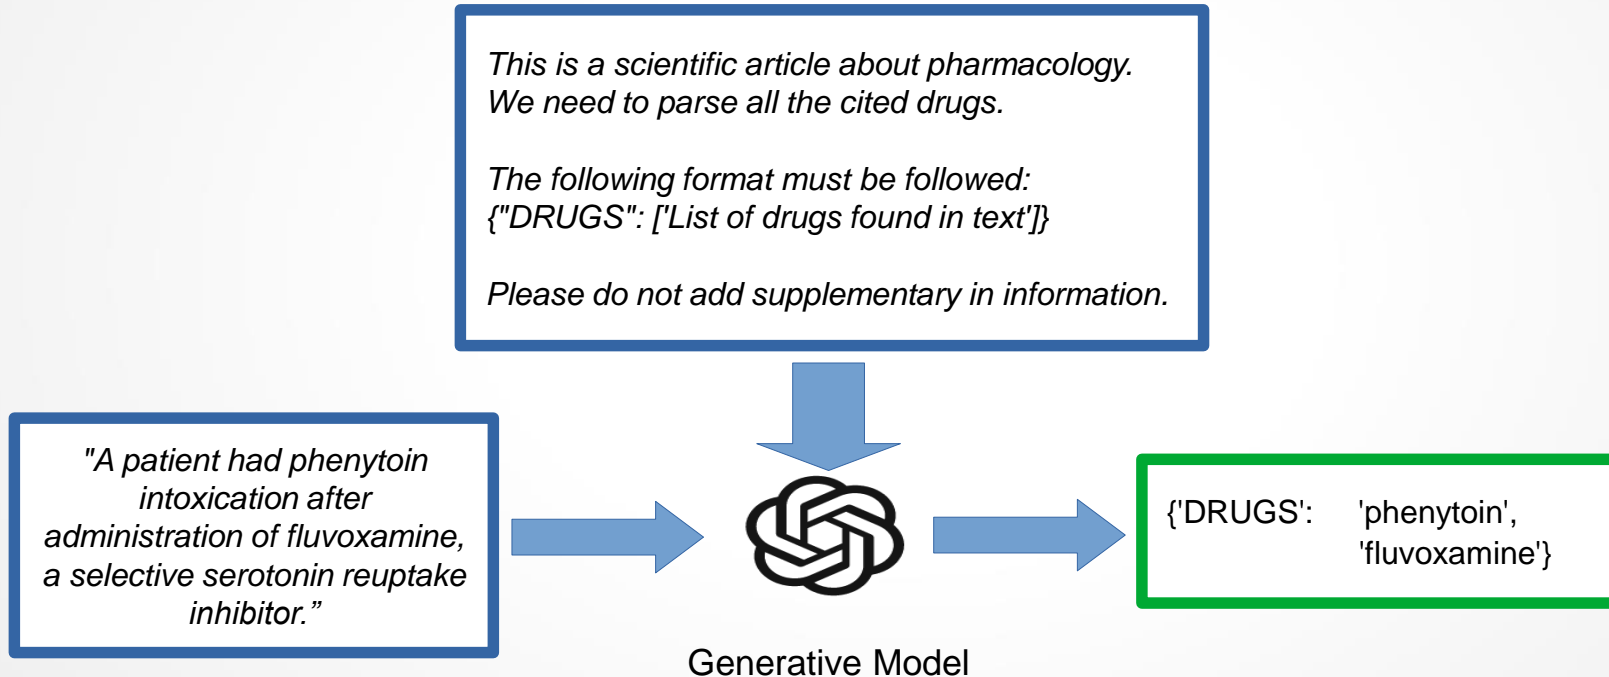 This is a scientific article about pharmacology.
We need to parse all the cited drugs.
The following format must be followed:
{"DRUGS": ['List of drugs found in text']}
Please do not add supplementary in information.
"A patient had phenytoin
intoxication after
administration of fluvoxamine,
a selective serotonin reuptake
inhibitor.”
{'DRUGS': 'phenytoin',
'fluvoxamine'}
Generative Model